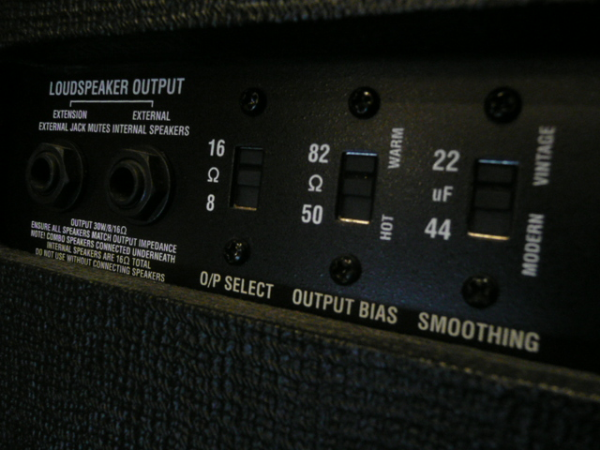 LOUDSPEAKER OUTPUT
EXTENSION EXTERNAL
EXTERNAL JACK MUTES INTERNAL SPEAKERS
OUTPUT 30W/8/16Ω
ENSURE ALL SPEAKERS MATCH OUTPUT IMPEDANCE
NOTE! COMBO SPEAKERS CONNECTED UNDERNEATH
INTERNAL SPEAKERS ARE 16Ω TOTAL
DO NOT USE WITHOUT CONNECTING SPEAKERS
16
Ω
8
O/P SELECT
82 WARM
Ω
50 HOT
OUTPUT BIAS
22 VINTAGE
uF
44 MODERN
SMOOTHING